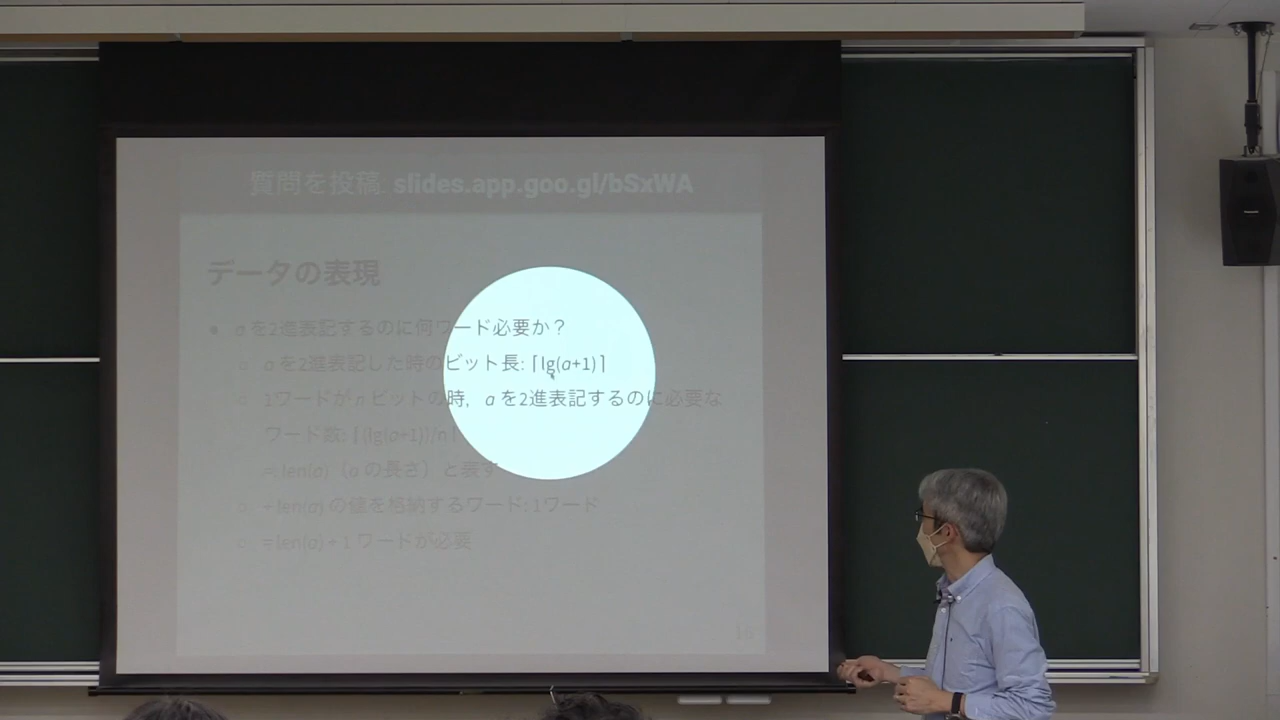 質問を投稿: slides.app.goo.gl/bSxWA
データの表現
a を2進表記するのに何ワード必要か？
a を2進表記した時のビット長: ⌈lg(a+1)⌉
1ワードが n ビットの時，a を2進表記するのに必要な
ワード数: ⌈(lg(a+1))/n⌉
= len(a)（a の長さ）と表す
+ len(a) の値を格納するワード: 1ワード
= len(a) + 1 ワードが必要
16